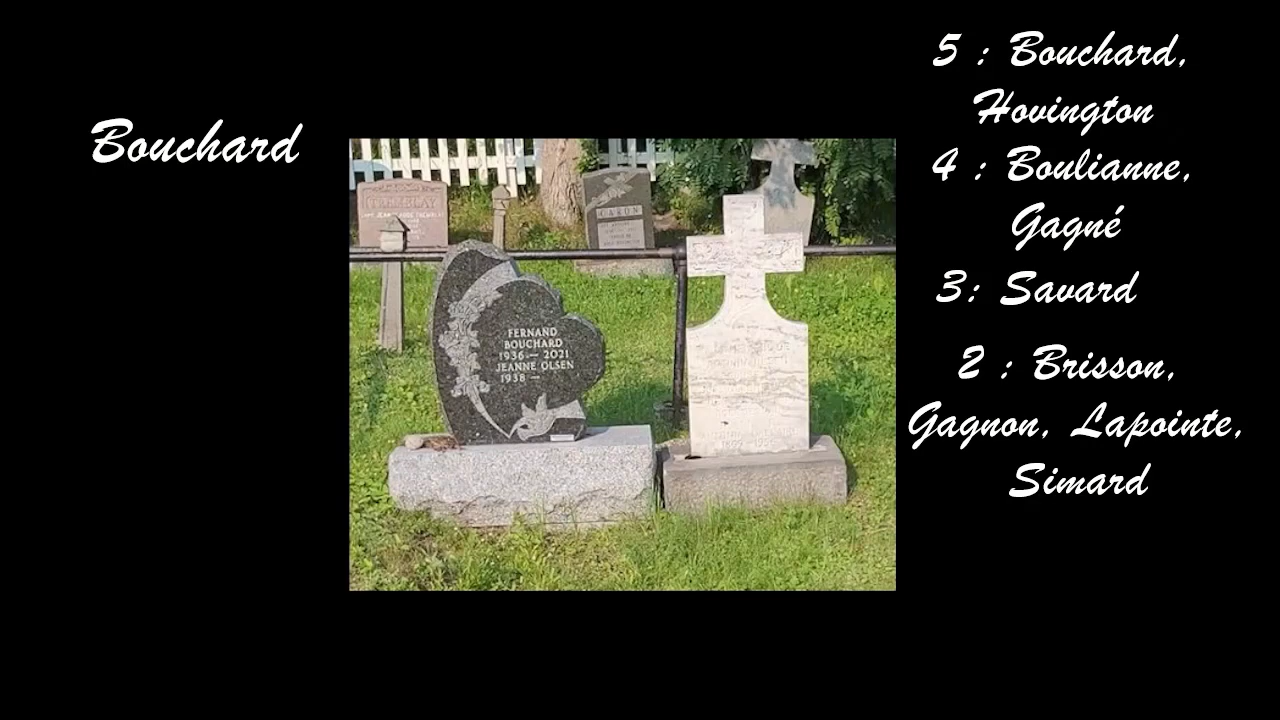 Bouchard
5 : Bouchard,
Hovington
4 : Boulianne,
Gagné
3: Savard
2 : Brisson,
Gagnon, Lapointe,
Simard
TREMBLAY
CARON
FERNAND
BOUCHARD
1936 — 2021
JEANNE OLSEN
1938 —